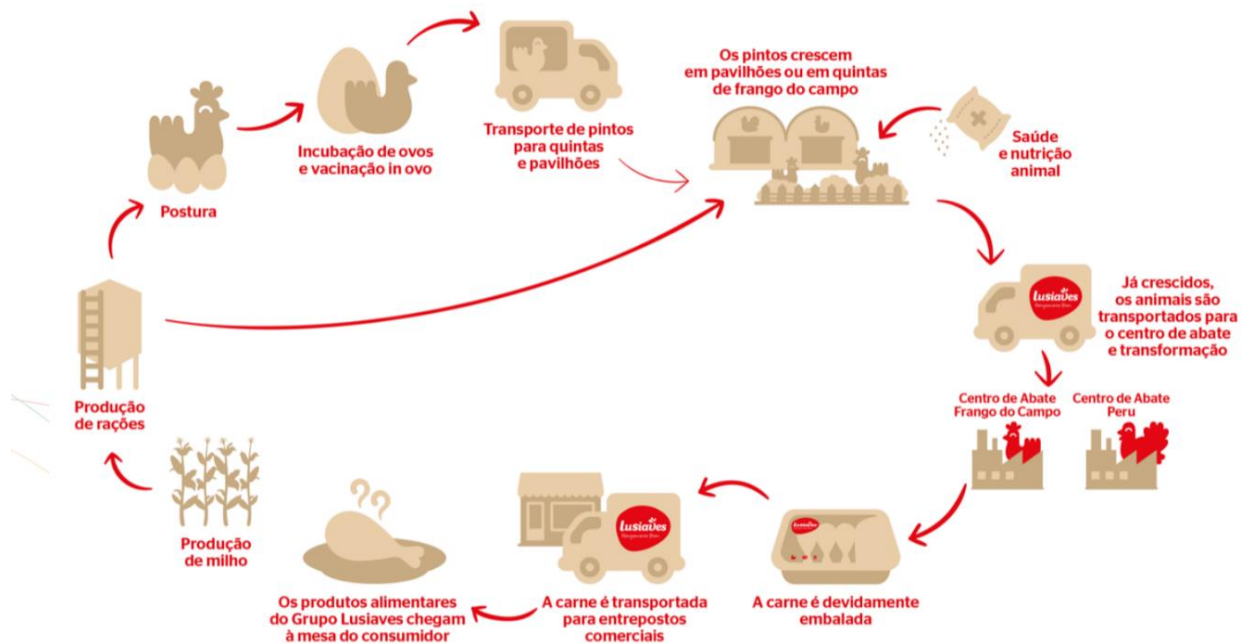 Os pintos crescem
em pavilhões ou em quintas
de frango do campo
Transporte de pintos
para quintas
e pavilhões
Saúde
e nutrição
animal
Incubação de ovos
e vacinação in ovo
Postura
Lusiaves
Já crescidos,
os animais são
transportados para
o centro de abate
e transformação
Centro de Abate
Frango do Campo
Centro de Abate
Peru
Produção
de rações
Produção
de milho
Lusiaves
Lusiaves
Os produtos alimentares
do Grupo Lusiaves chegam
à mesa do consumidor
A carne é transportada
para entrepostos
comerciais
A carne é devidamente
embalada